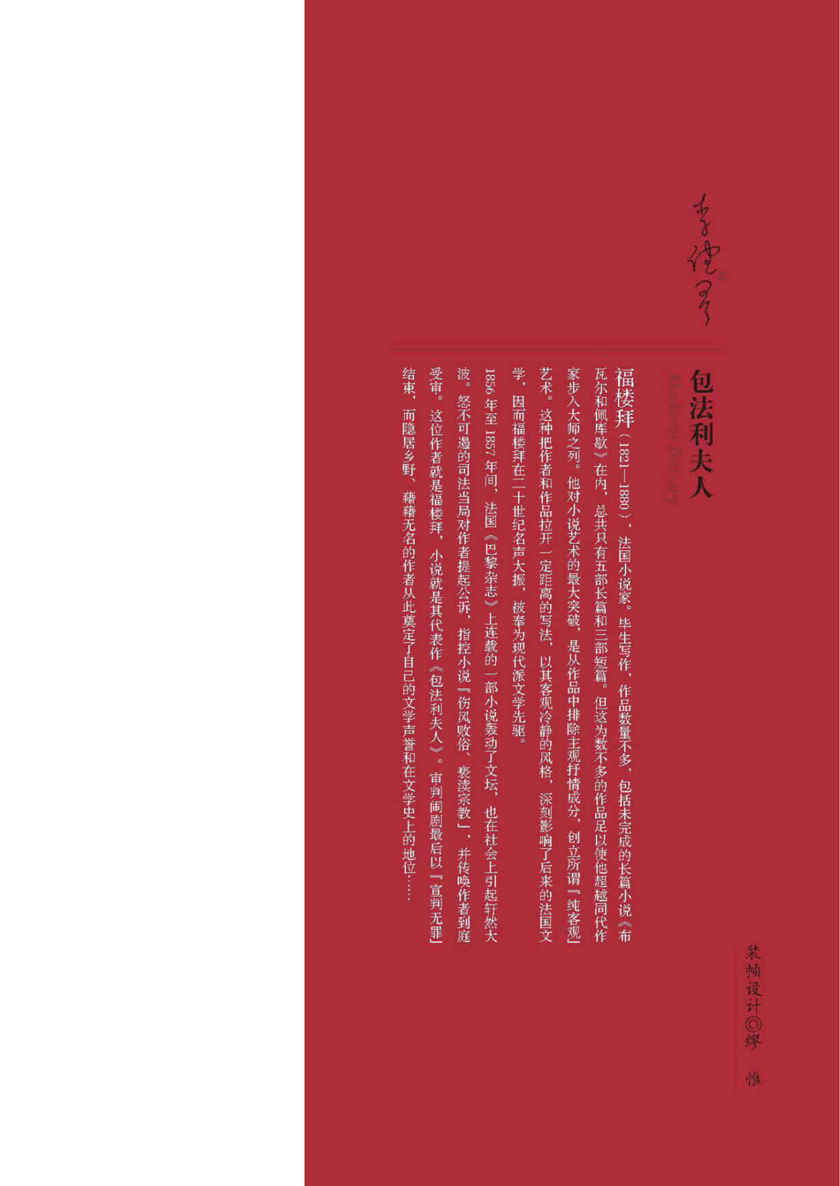 李健吾
包法利夫人
福楼拜（1821—1880），法国小说家。毕生写作，作品数量不多，包括未完成的长篇小说《布
瓦尔和佩库歇》在内，总共只有五部长篇和三部短篇。但这为数不多的作品足以使他超越同代作
家步入大师之列。他对小说艺术的最大突破，是从作品中排除主观抒情成分，创立所谓『纯客观』
艺术。这种把作者和作品拉开一定距离的写法，以其客观冷静的风格，深刻影响了后来的法国文
学，因而福楼拜在二十世纪名声大振，被奉为现代派文学先驱。
1856年至1857年间，法国《巴黎杂志》上连载的一部小说轰动了文坛，也在社会上引起轩然大
波。怒不可遏的司法当局对作者提起公诉，指控小说『伤风败俗、亵渎宗教』，并传唤作者到庭
受审。这位作者就是福楼拜，小说就是其代表作《包法利夫人》。审判闹剧最后以『宣判无罪』
结束，而隐居乡野、藉藉无名的作者从此奠定了自己的文学声誉和在文学史上的地位……
装帧设计◎缪 惟